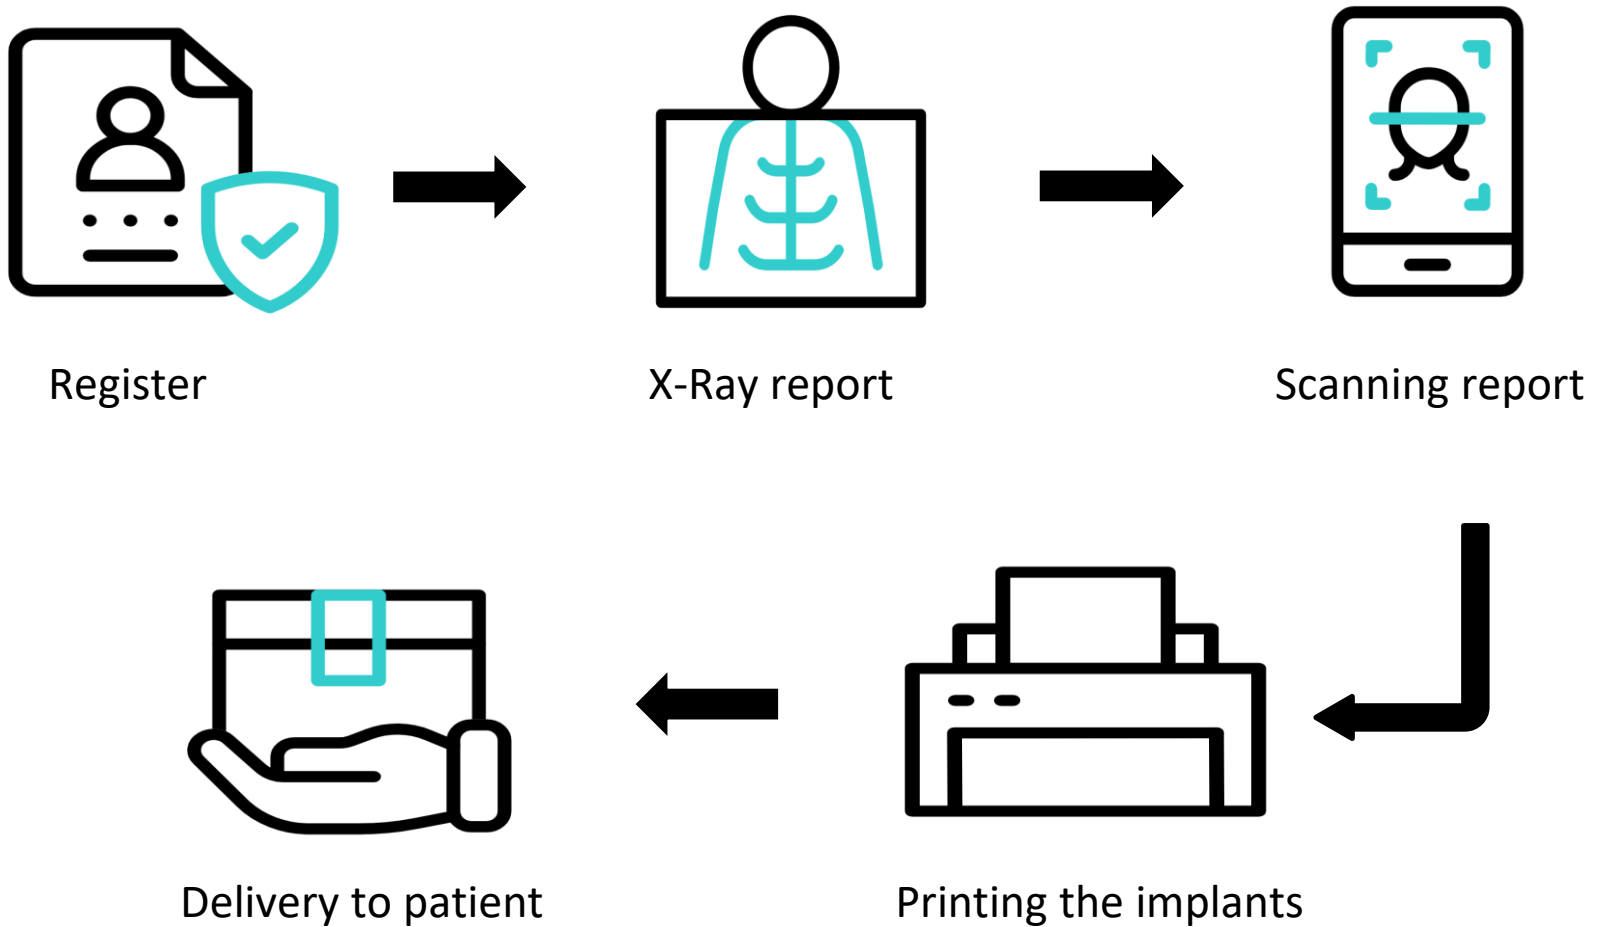 Register
X-Ray report
Scanning report
Delivery to patient
Printing the implants